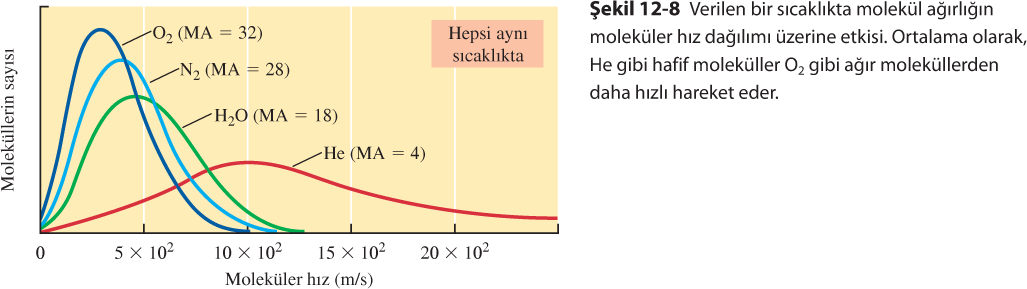 O₂ (MA = 32)
N₂ (MA = 28)
H₂O (MA = 18)
He (MA = 4)
Hepsi aynı
sıcaklıkta
Moleküllerin sayısı
0
5 × 10²
10 × 10²
15 × 10²
20 × 10²
Moleküler hız (m/s)
Şekil 12-8 Verilen bir sıcaklıkta molekül ağırlığın
moleküler hız dağılımı üzerine etkisi. Ortalama olarak,
He gibi hafif moleküller O₂ gibi ağır moleküllerden
daha hızlı hareket eder.